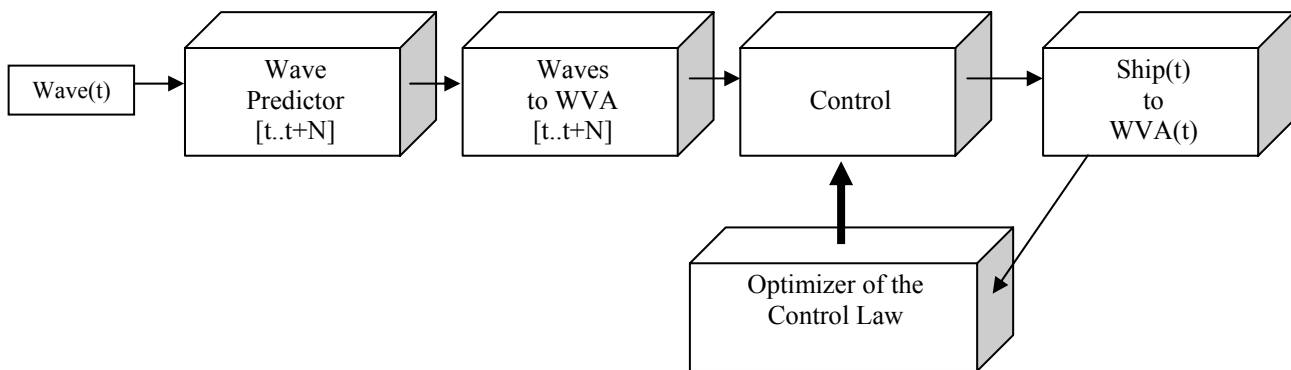 Wave(t)
Wave
Predictor
[t..t+N]
Waves
to WVA
[t..t+N]
Control
Ship(t)
to
WVA(t)
Optimizer of the
Control Law